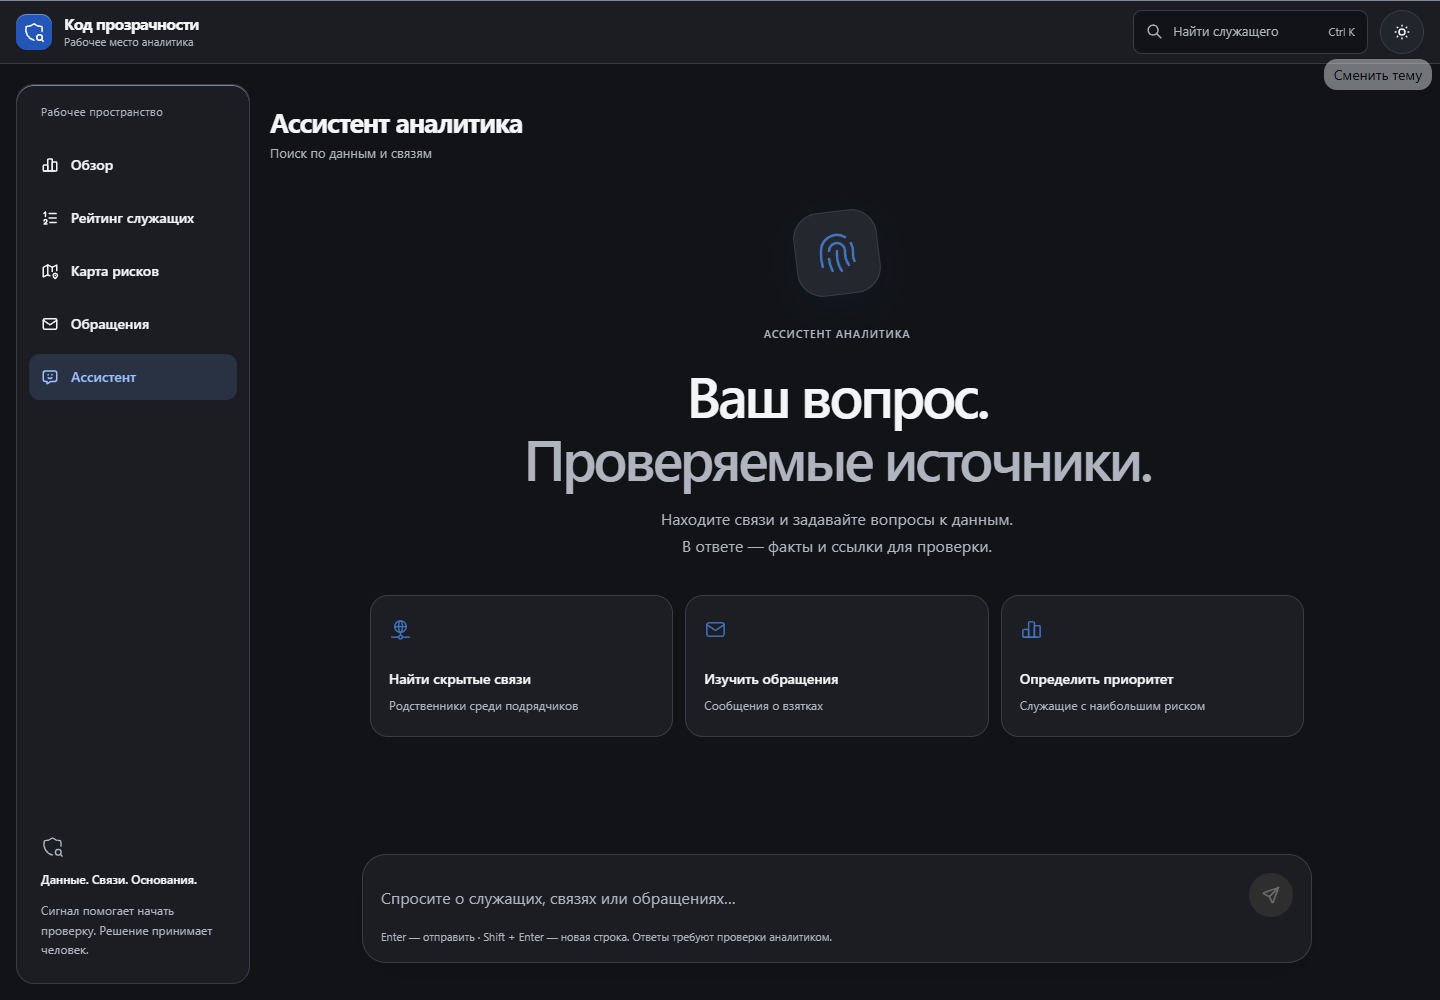 Код прозрачности
Рабочее место аналитика
Найти служащего
Ctrl K
Сменить тему
Рабочее пространство
Обзор
Рейтинг служащих
Карта рисков
Обращения
Ассистент
Данные. Связи. Основания.
Сигнал помогает начать
проверку. Решение принимает
человек.
Ассистент аналитика
Поиск по данным и связям
АССИСТЕНТ АНАЛИТИКА
Ваш вопрос.
Проверяемые источники.
Находите связи и задавайте вопросы к данным.
В ответе — факты и ссылки для проверки.
Найти скрытые связи
Родственники среди подрядчиков
Изучить обращения
Сообщения о взятках
Определить приоритет
Служащие с наибольшим риском
Спросите о служащих, связях или обращениях...
Enter — отправить · Shift + Enter — новая строка. Ответы требуют проверки аналитиком.